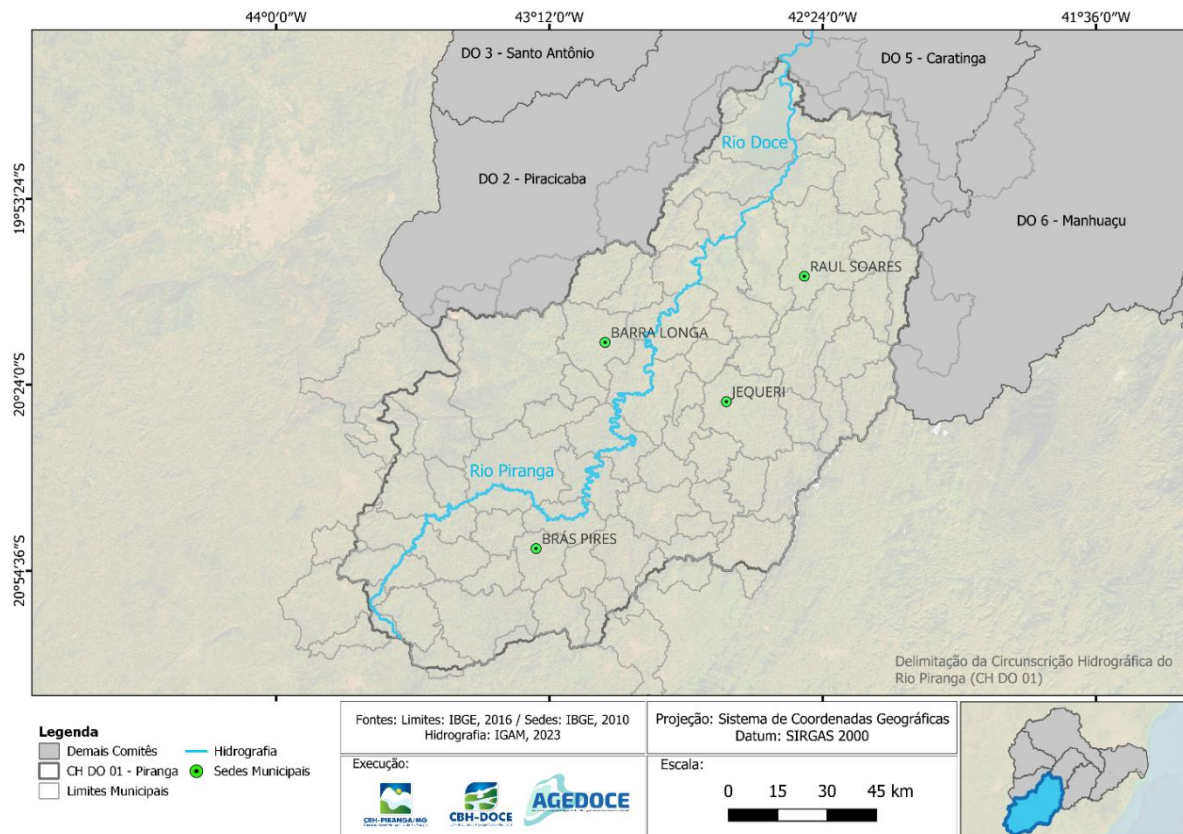 44°0'0"W
43°12'0"W
42°24'0"W
41°36'0"W
19°53'24"S
20°24'0"S
20°54'36"S
DO 3 - Santo Antônio
DO 5 - Caratinga
Rio Doce
DO 2 - Piracicaba
DO 6 - Manhuaçu
RAUL SOARES
BARRA LONGA
JEQUERI
Rio Piranga
BRÁS PIRES
Delimitação da Circunscrição Hidrográfica do
Rio Piranga (CH DO 01)
Legenda
Demais Comitês
Hidrografia
CH DO 01 - Piranga
Sedes Municipais
Limites Municipais
Fontes: Limites: IBGE, 2016 / Sedes: IBGE, 2010
Hidrografia: IGAM, 2023
Execução:
CBH-PIRANGA/MG
CBH-DOCE
AGEDOCE
Projeção: Sistema de Coordenadas Geográficas
Datum: SIRGAS 2000
Escala:
0 15 30 45 km